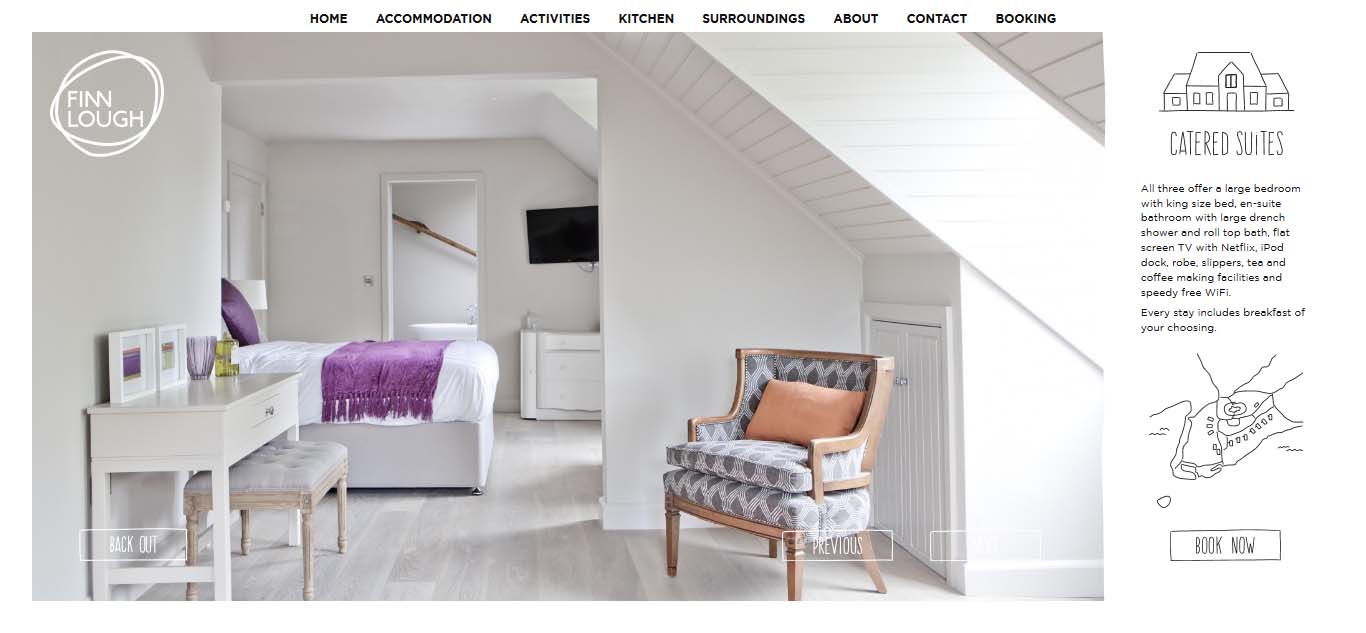 HOME ACCOMMODATION ACTIVITIES KITCHEN SURROUNDINGS ABOUT CONTACT BOOKING
FINN
LOUGH
CATERED SUITES
All three offer a large bedroom
with king size bed, en-suite
bathroom with large drench
shower and roll top bath, flat
screen TV with Netflix, iPod
dock, robe, slippers, tea and
coffee making facilities and
speedy free WiFi.
Every stay includes breakfast of
your choosing.
BACK OUT
PREVIOUS
BOOK NOW